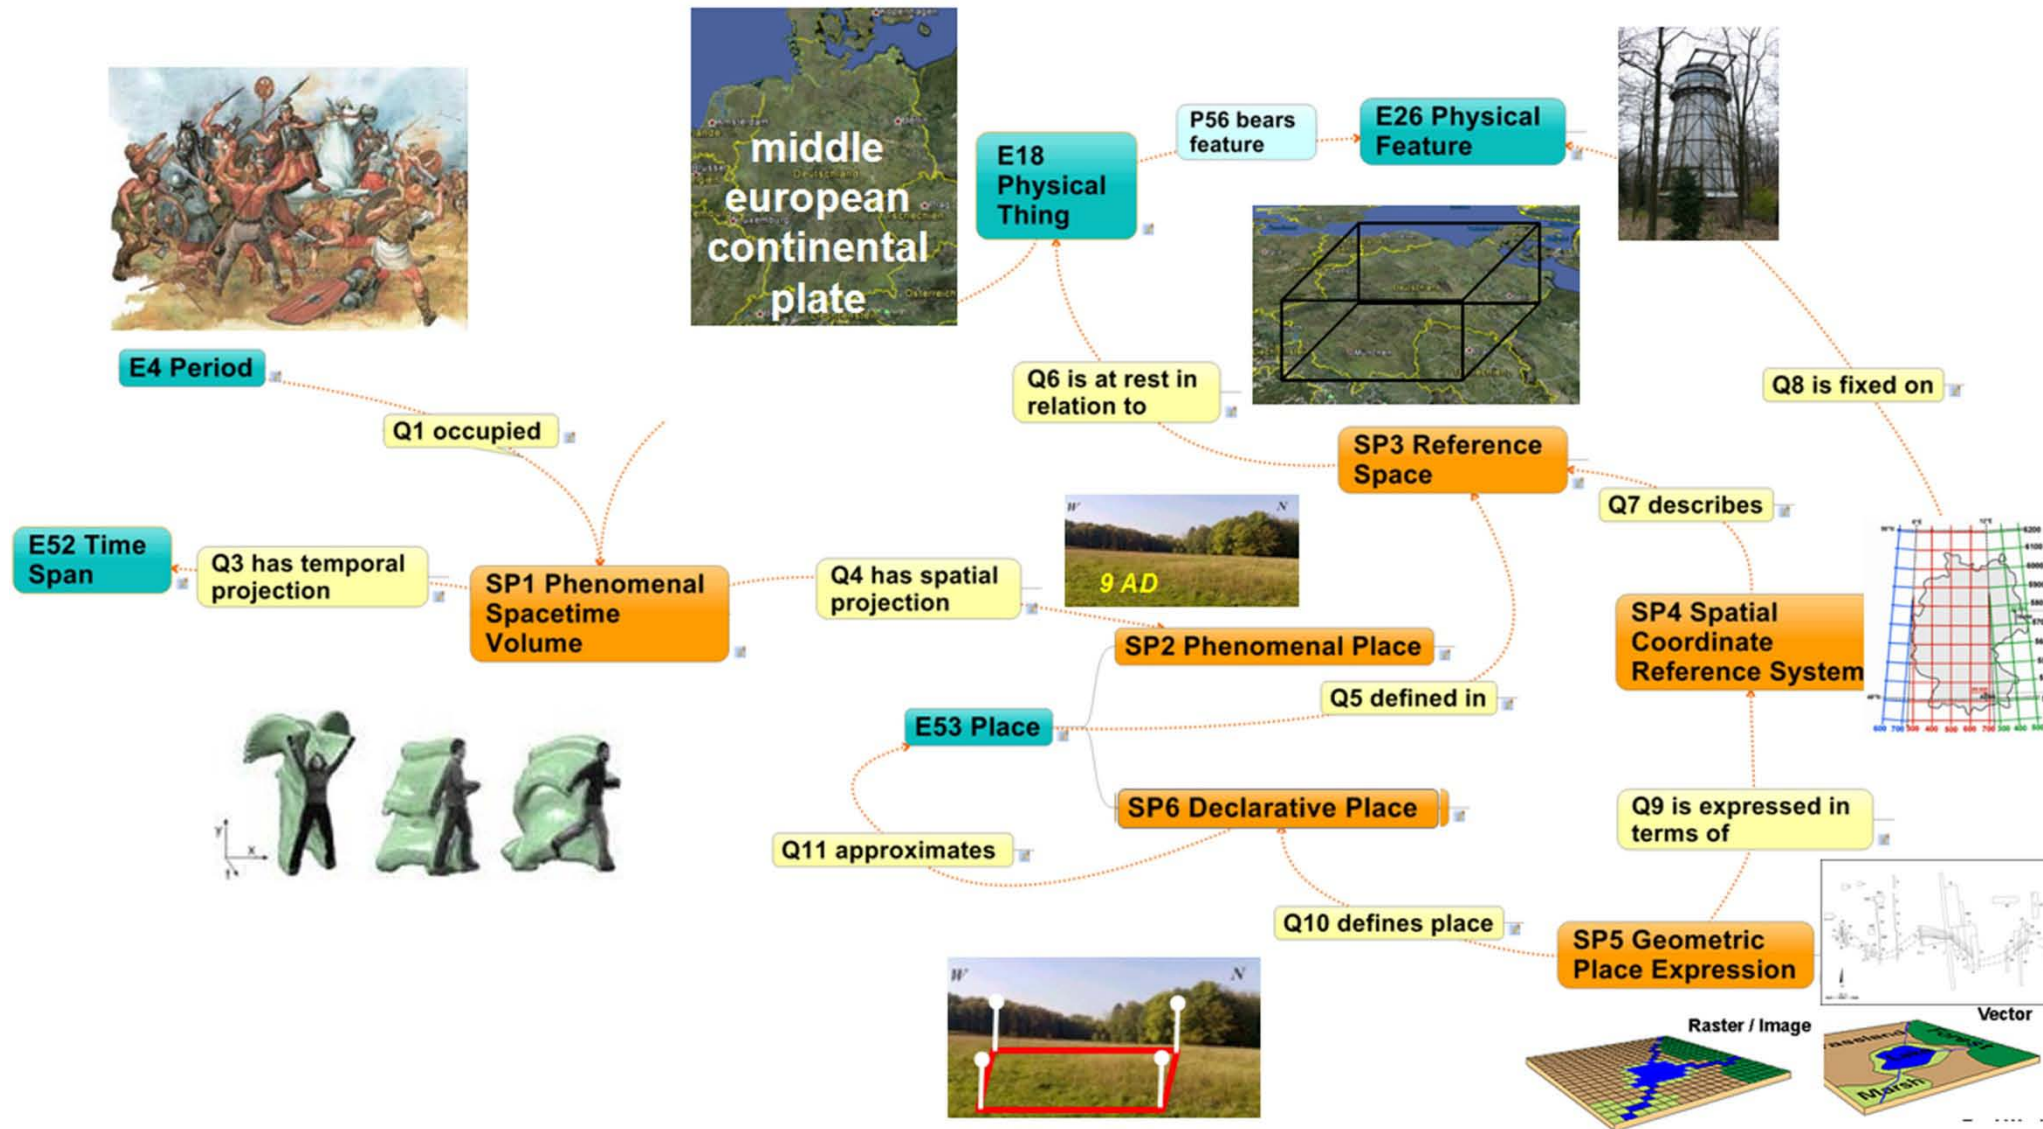 middle
european
continental
plate
Deutschland
E18
Physical
Thing
P56 bears
feature
E26 Physical
Feature
E4 Period
Q1 occupied
Q6 is at rest in
relation to
München
Q8 is fixed on
SP3 Reference
Space
Q7 describes
W N
9 AD
E52 Time
Span
Q3 has temporal
projection
SP1 Phenomenal
Spacetime
Volume
Q4 has spatial
projection
SP2 Phenomenal Place
SP4 Spatial
Coordinate
Reference System
Q5 defined in
E53 Place
SP6 Declarative Place
Q9 is expressed in
terms of
y
x
Q11 approximates
Q10 defines place
SP5 Geometric
Place Expression
W N
Raster / Image
Vector
Marsh